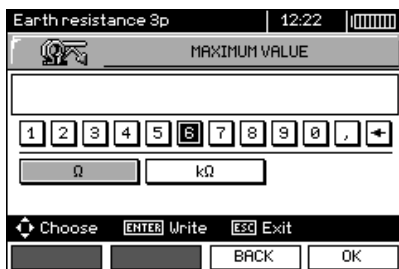 Earth resistance 3p 12:22
MAXIMUM VALUE
1 2 3 4 5 6 7 8 9 0 , ←
Ω kΩ
Choose ENTER Write ESC Exit
BACK OK